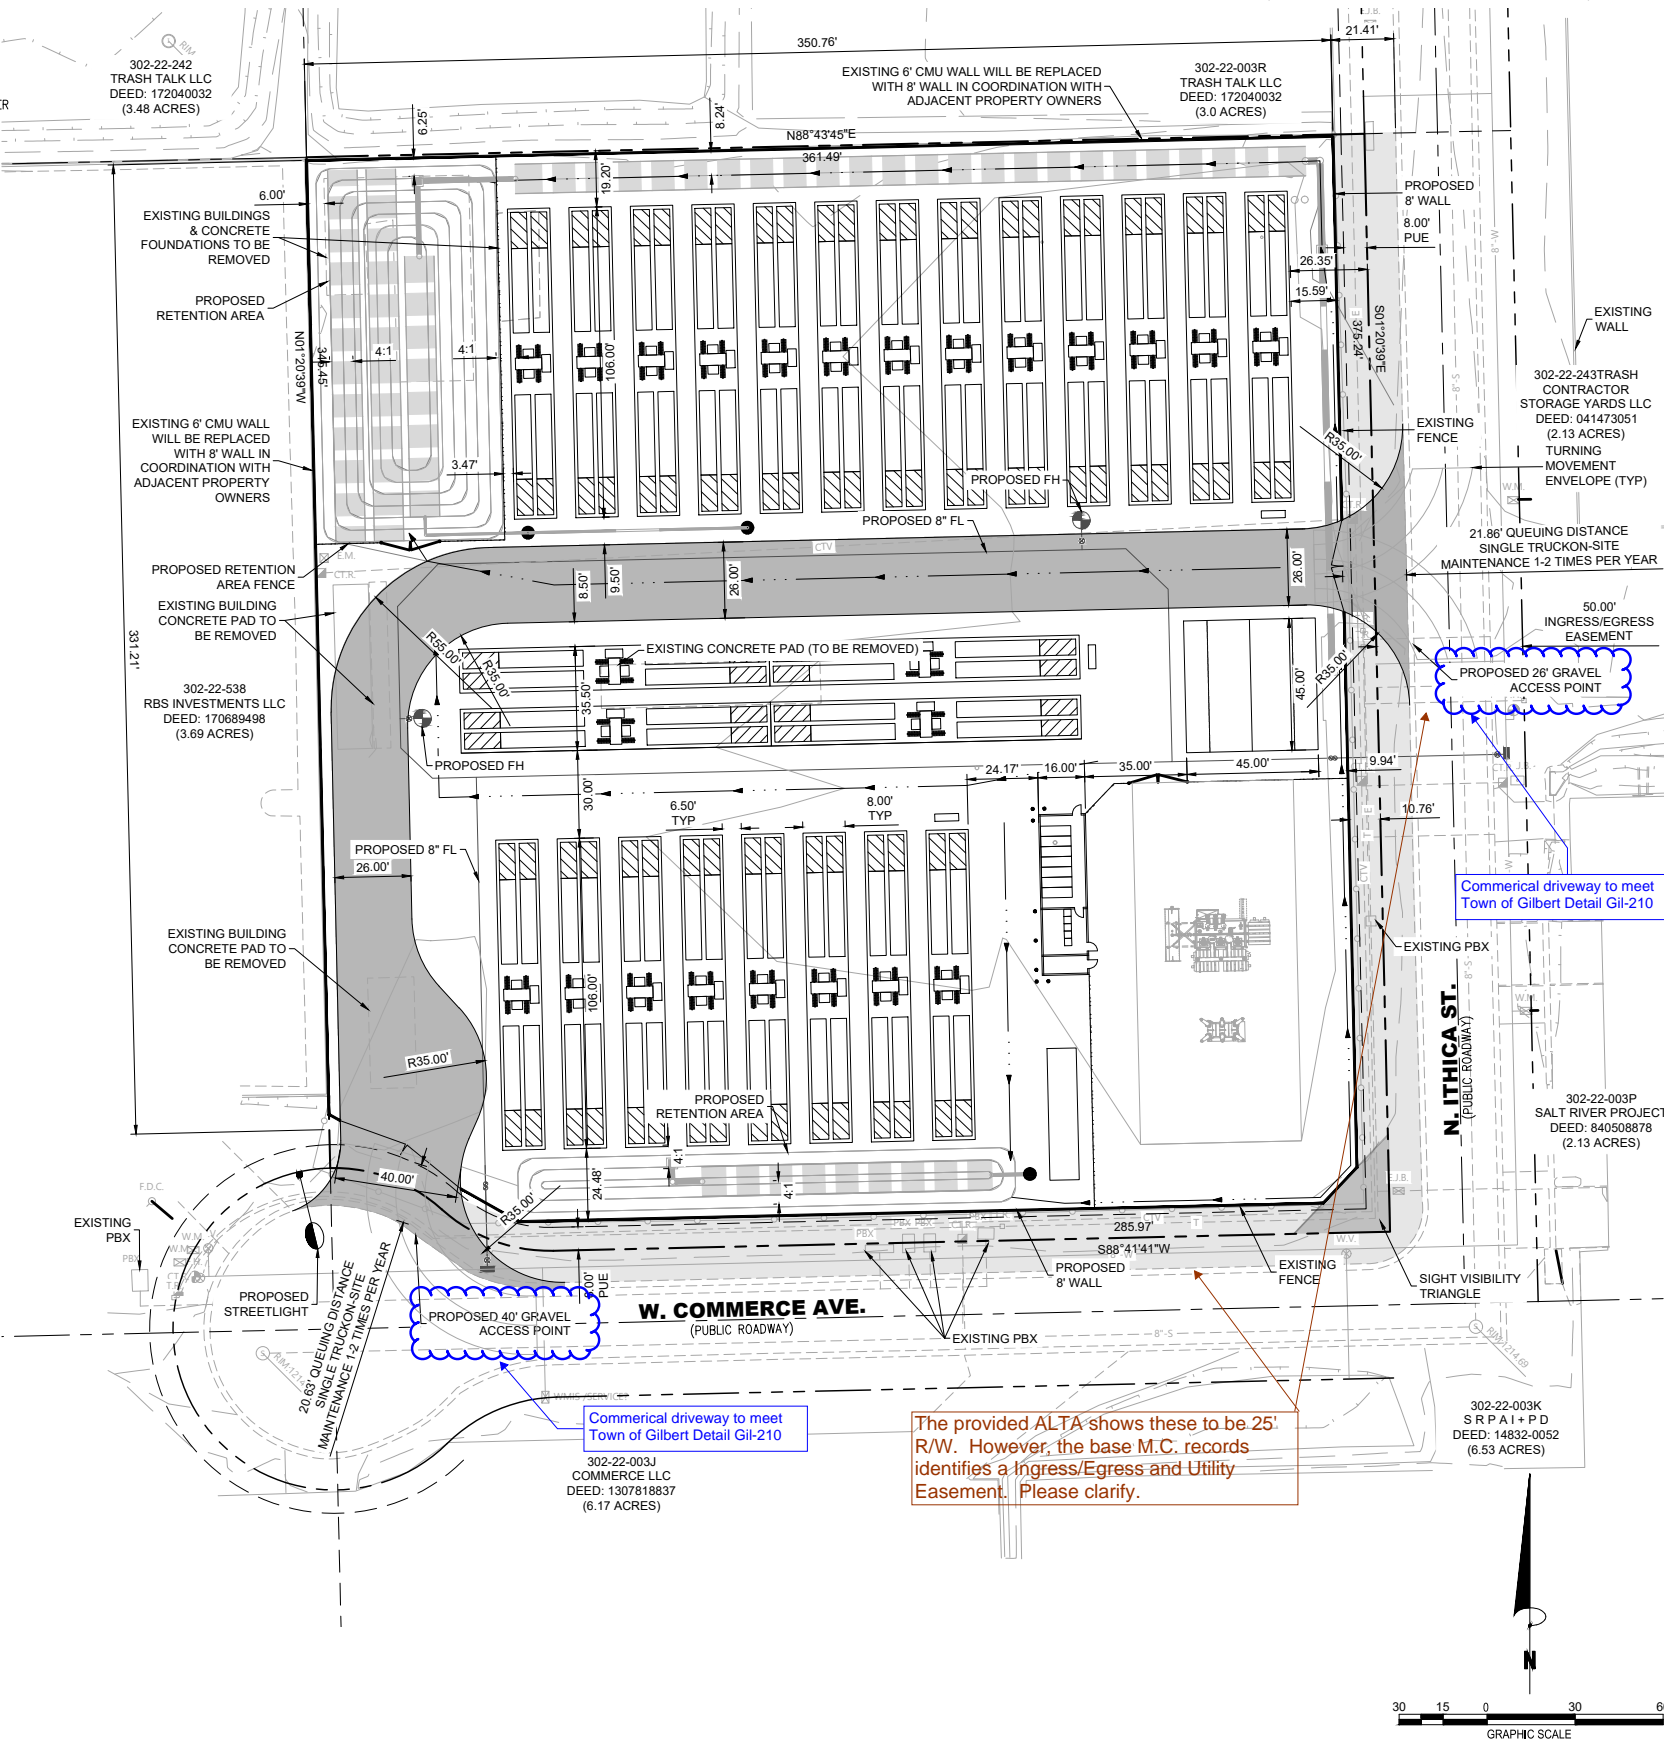 350.76'
21.41'
E.J.B.
RIM
302-22-242
TRASH TALK LLC
DEED: 172040032
(3.48 ACRES)
ER
EXISTING 6' CMU WALL WILL BE REPLACED
WITH 8' WALL IN COORDINATION WITH
ADJACENT PROPERTY OWNERS
302-22-003R
TRASH TALK LLC
DEED: 172040032
(3.0 ACRES)
6.25'
8.24'
N88°43'45"E
361.49'
19.20'
6.00'
EXISTING BUILDINGS
& CONCRETE
FOUNDATIONS TO BE
REMOVED
PROPOSED
RETENTION AREA
PROPOSED
8' WALL
8.00'
PUE
26.35'
15.59'
8"-W
EXISTING
WALL
N01°20'39"W
345.45'
4:1
4:1
106.00'
S01°20'39"E
375.24'
8"-S
302-22-243TRASH
CONTRACTOR
STORAGE YARDS LLC
DEED: 041473051
(2.13 ACRES)
EXISTING 6' CMU WALL
WILL BE REPLACED
WITH 8' WALL IN
COORDINATION WITH
ADJACENT PROPERTY
OWNERS
EXISTING
FENCE
R35.00'
TURNING
MOVEMENT
ENVELOPE (TYP)
3.47'
PROPOSED FH
W.M.
PROPOSED 8" FL
21.86' QUEUING DISTANCE
SINGLE TRUCKON-SITE
MAINTENANCE 1-2 TIMES PER YEAR
CTV
E.M.
C.T.R.
PROPOSED RETENTION
AREA FENCE
8.50'
9.50'
26.00'
26.00'
EXISTING BUILDING
CONCRETE PAD TO
BE REMOVED
50.00'
INGRESS/EGRESS
EASEMENT
331.21'
R55.00'
R35.00'
EXISTING CONCRETE PAD (TO BE REMOVED)
35.50'
45.00'
R35.00'
PROPOSED 26' GRAVEL
ACCESS POINT
302-22-538
RBS INVESTMENTS LLC
DEED: 170689498
(3.69 ACRES)
PROPOSED FH
24.17'
16.00'
35.00'
45.00'
9.94'
30.00'
6.50'
TYP
8.00'
TYP
10.76'
PROPOSED 8" FL
26.00'
Commerical driveway to meet
Town of Gilbert Detail Gil-210
EXISTING BUILDING
CONCRETE PAD TO
BE REMOVED
EXISTING PBX
106.00'
N. ITHICA ST.
(PUBLIC ROADWAY)
8"-S
W.M.
R35.00'
PROPOSED
RETENTION AREA
302-22-003P
SALT RIVER PROJECT
DEED: 840508878
(2.13 ACRES)
4:1
4:1
24.48'
40.00'
R35.00'
F.D.C.
E.J.B.
EXISTING
PBX
PBX
W.M.
PBX
PBX PBX
285.97'
CTV
T
S88°41'41"W
W.V.
PROPOSED
8' WALL
EXISTING
FENCE
SIGHT VISIBILITY
TRIANGLE
PROPOSED
STREETLIGHT
20.63' QUEUING DISTANCE
SINGLE TRUCKON-SITE
MAINTENANCE 1-2 TIMES PER YEAR
PUE
PROPOSED 40' GRAVEL
ACCESS POINT
W. COMMERCE AVE.
(PUBLIC ROADWAY)
EXISTING PBX
8"-S
Commerical driveway to meet
Town of Gilbert Detail Gil-210
The provided ALTA shows these to be 25'
R/W. However, the base M.C. records
identifies a Ingress/Egress and Utility
Easement. Please clarify.
302-22-003K
S R P A I + P D
DEED: 14832-0052
(6.53 ACRES)
302-22-003J
COMMERCE LLC
DEED: 1307818837
(6.17 ACRES)
N
30 15 0 30
GRAPHIC SCALE